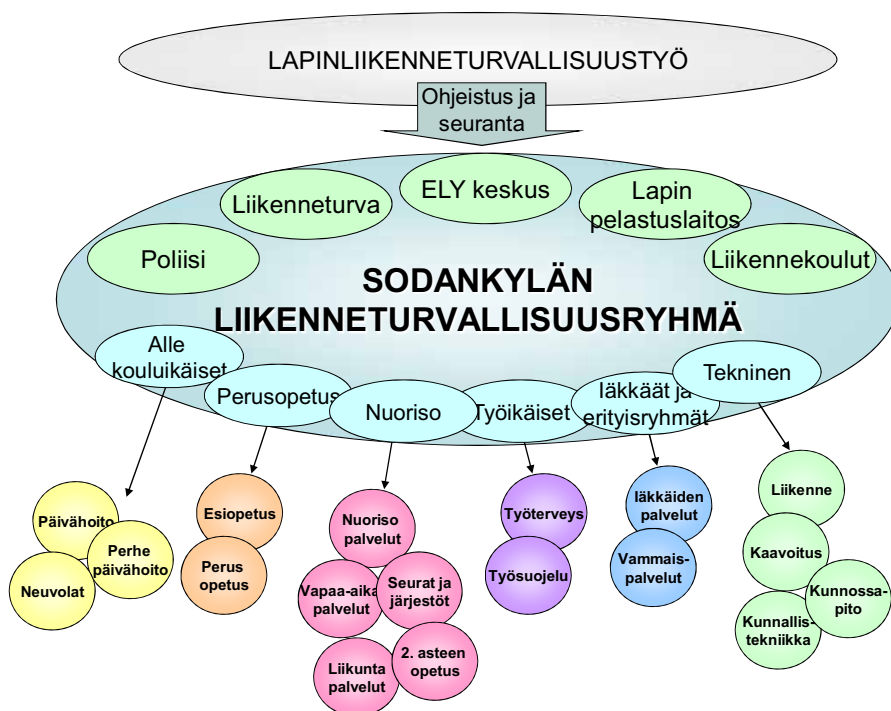 LAPINLIIKENNETURVALLISUUSTYÖ
Ohjeistus ja
seuranta
ELY keskus
Liikenneturva
Lapin
pelastuslaitos
Poliisi
Liikennekoulut
SODANKYLÄN
LIIKENNETURVALLISUUSRYHMÄ
Alle
kouluikäiset
Perusopetus
Nuoriso
Työikäiset
Iäkkäät ja
erityisryhmät
Tekninen
Päivähoito
Perhe
päivähoito
Neuvolat
Esiopetus
Perus
opetus
Nuoriso
palvelut
Vapaa-aika
palvelut
Seurat ja
järjestöt
Liikunta
palvelut
2. asteen
opetus
Työterveys
Työsuojelu
Iäkkäiden
palvelut
Vammais-
palvelut
Liikenne
Kaavoitus
Kunnossa-
pito
Kunnallis-
tekniikka